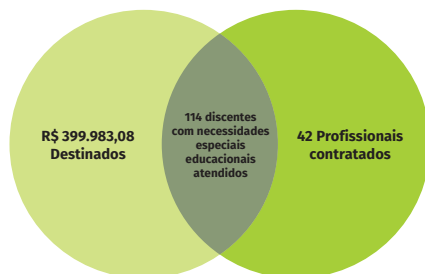 R$ 399.983,08
Destinados
114 discentes
com necessidades
especiais
educacionais
atendidos
42 Profissionais
contratados